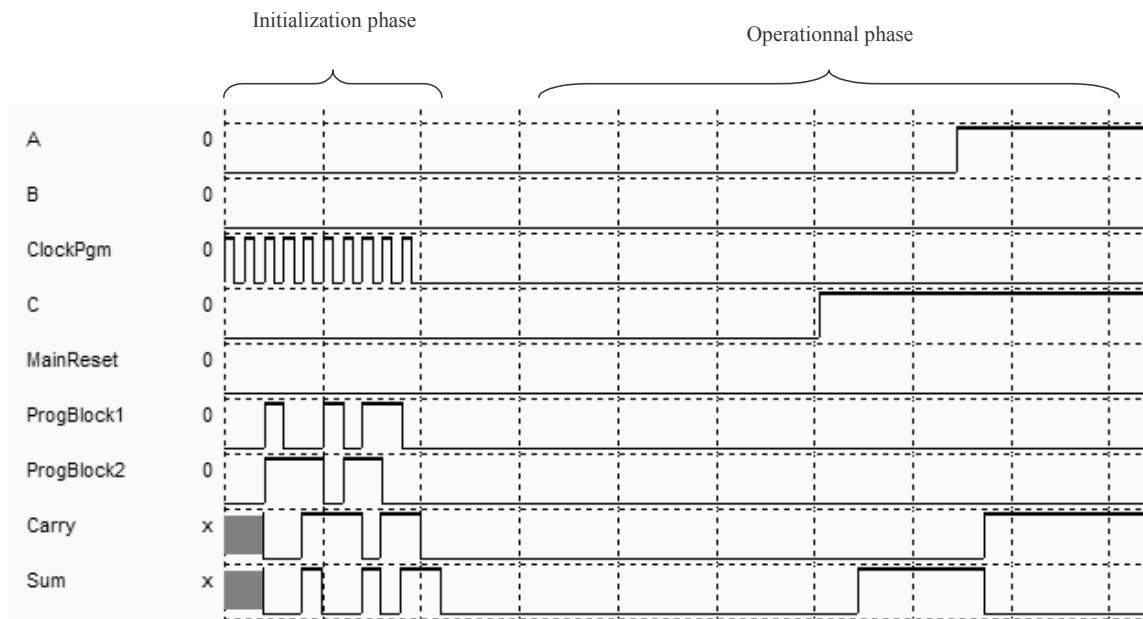 Initialization phase
Operationnal phase
A 0
B 0
ClockPgm 0
C 0
MainReset 0
ProgBlock1 0
ProgBlock2 0
Carry x
Sum x